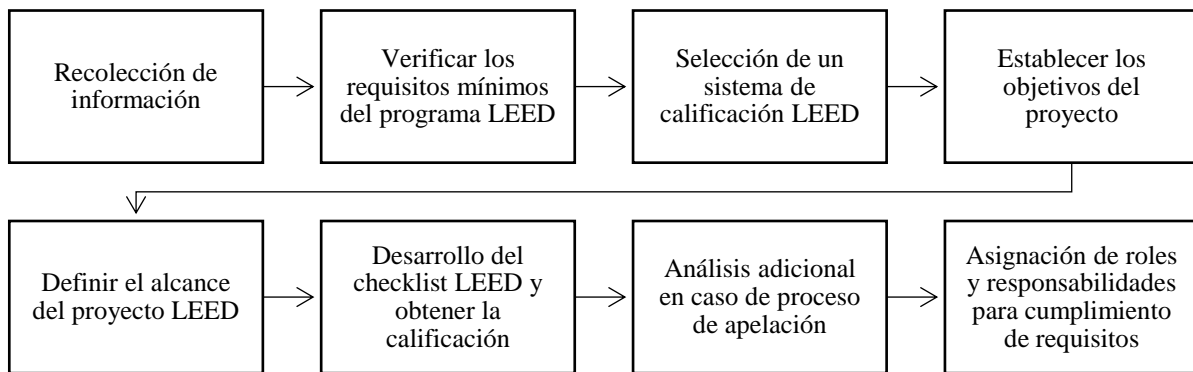 Recolección de
información
Verificar los
requisitos mínimos
del programa LEED
Selección de un
sistema de
calificación LEED
Establecer los
objetivos del
proyecto
Definir el alcance
del proyecto LEED
Desarrollo del
checklist LEED y
obtener la
calificación
Análisis adicional
en caso de proceso
de apelación
Asignación de roles
y responsabilidades
para cumplimiento
de requisitos